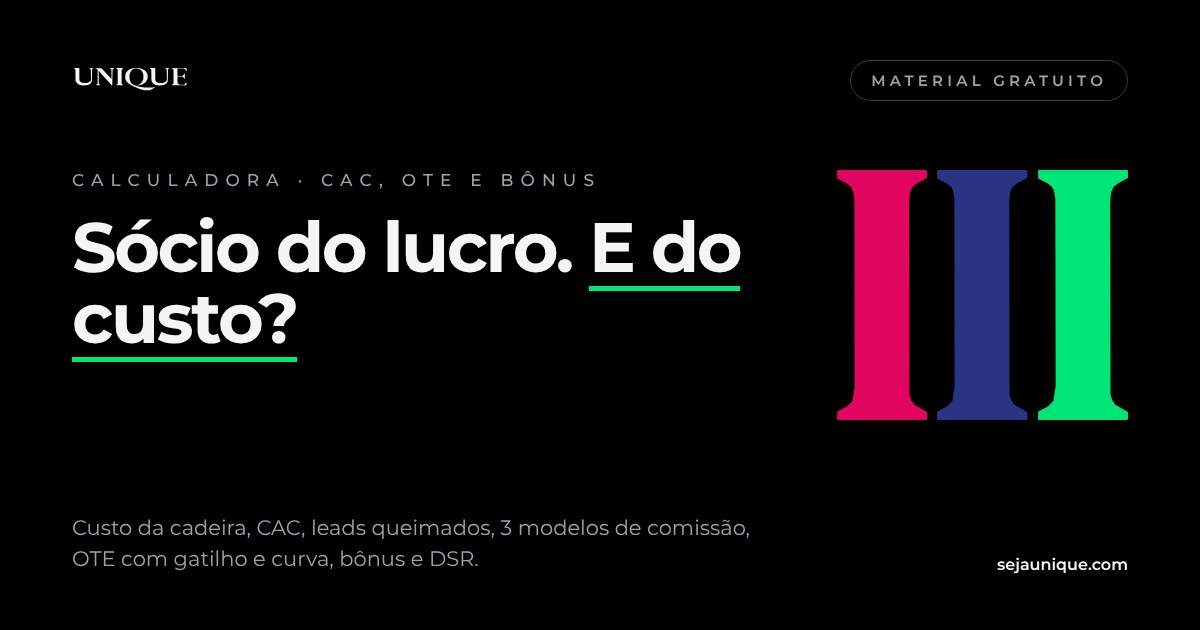 UNIQUE
MATERIAL GRATUITO
CALCULADORA · CAC, OTE E BÔNUS
Sócio do lucro. E do
custo?
Custo da cadeira, CAC, leads queimados, 3 modelos de comissão,
OTE com gatilho e curva, bônus e DSR.
sejaunique.com